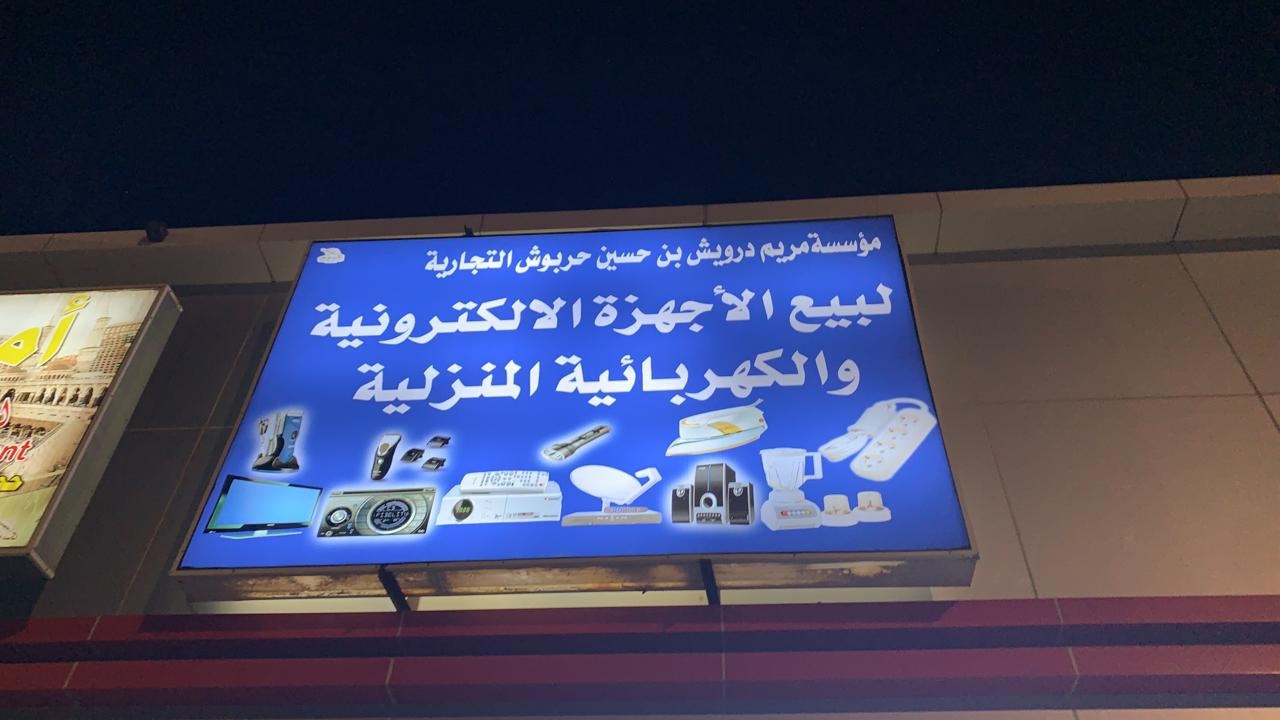 مؤسسة مريم درويش بن حسين حربوش التجارية
لبيع الأجهزة الالكترونية
والكهربائية المنزلية